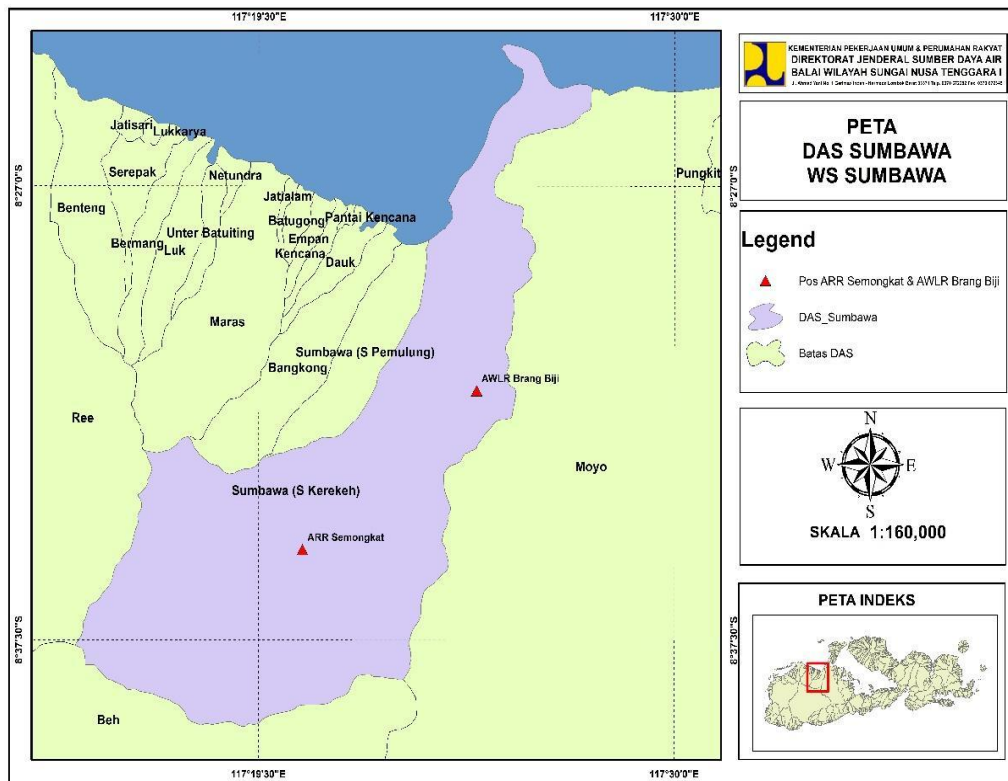 117°19'30"E
117°30'0"E
8°27'0"S
8°27'0"S
Jatisari
Lukkarya
Serepak
Netundra
Benteng
Jatialam
Batugong
Pantai Kencana
Bermang
Unter Batuiting
Empan
Luk
Kencana
Dauk
Pungkit
Maras
Sumbawa (S Pemulung)
Bangkong
AWLR Brang Biji
Ree
Moyo
Sumbawa (S Kerekeh)
ARR Semongkat
Beh
8°37'30"S
8°37'30"S
117°19'30"E
117°30'0"E
KEMENTERIAN PEKERJAAN UMUM & PERUMAHAN RAKYAT
DIREKTORAT JENDERAL SUMBER DAYA AIR
BALAI WILAYAH SUNGAI NUSA TENGGARA I
PETA
DAS SUMBAWA
WS SUMBAWA
Legend
Pos ARR Semongkat & AWLR Brang Biji
DAS_Sumbawa
Batas DAS
N
W
E
S
SKALA 1:160,000
PETA INDEKS